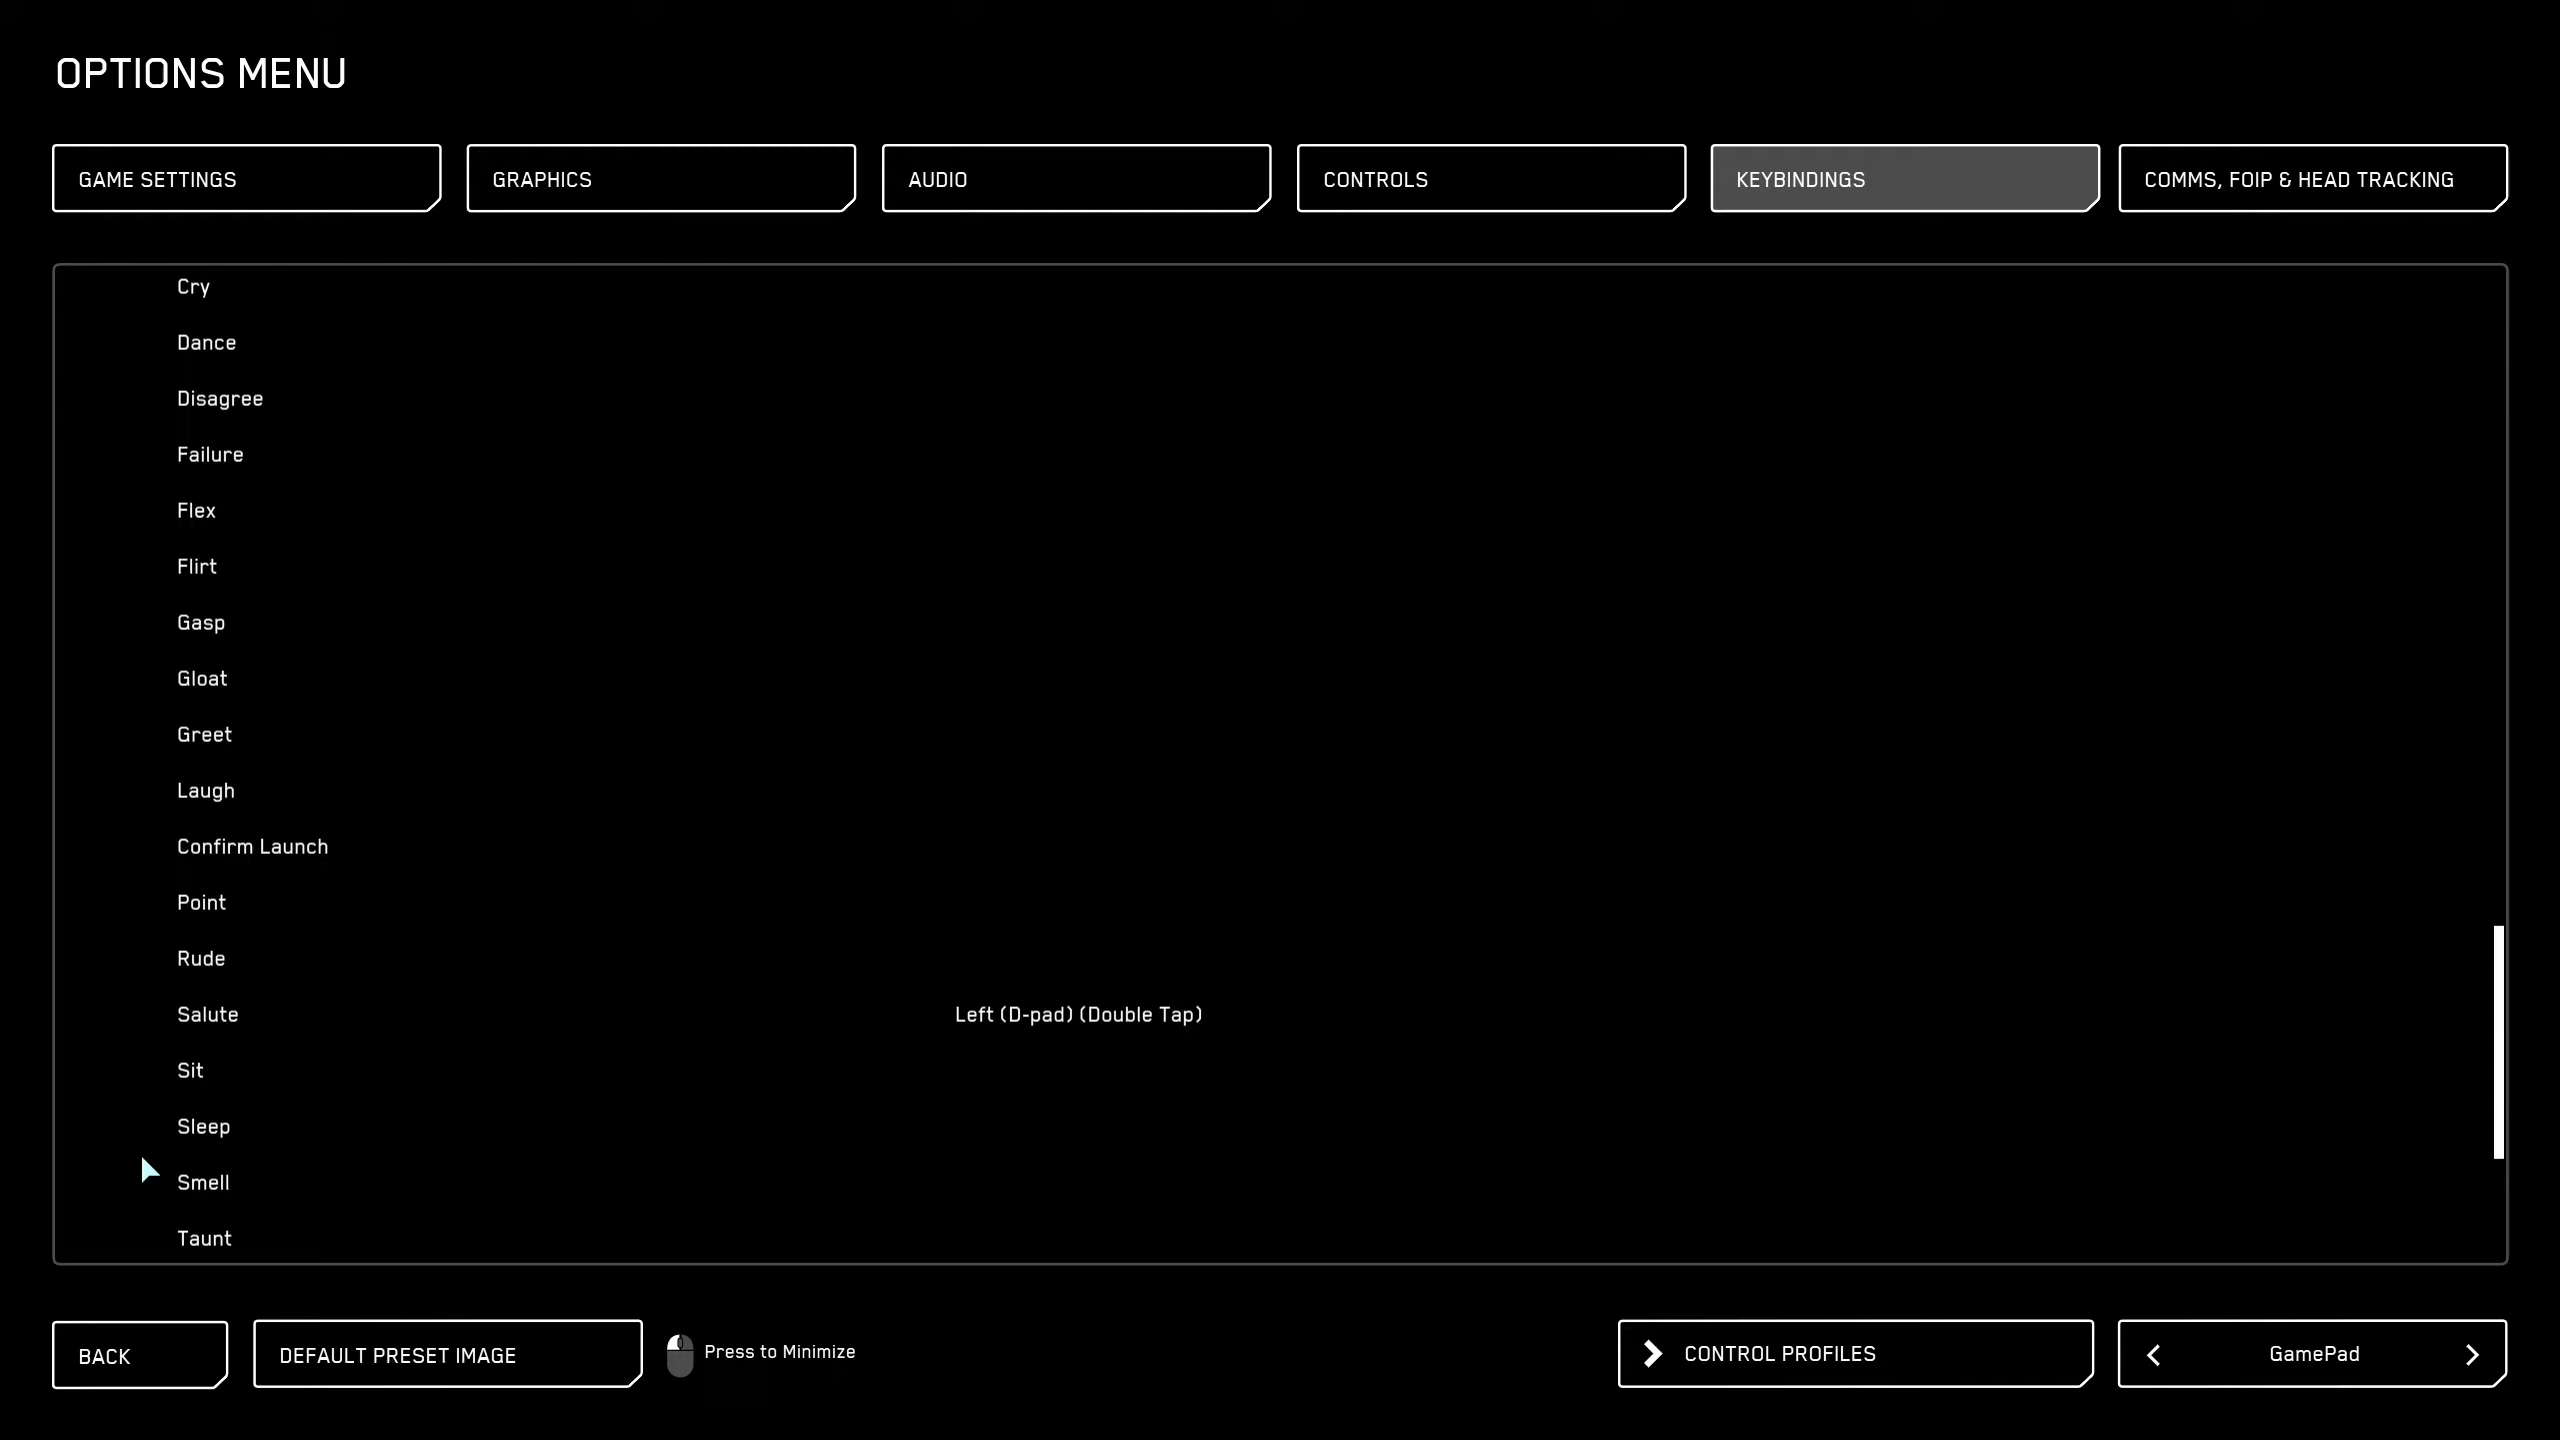 OPTIONS MENU
GAME SETTINGS
GRAPHICS
AUDIO
CONTROLS
KEYBINDINGS
COMMS, FOIP & HEAD TRACKING
Cry
Dance
Disagree
Failure
Flex
Flirt
Gasp
Gloat
Greet
Laugh
Confirm Launch
Point
Rude
Salute Left (D-pad) (Double Tap)
Sit
Sleep
Smell
Taunt
BACK
DEFAULT PRESET IMAGE
Press to Minimize
CONTROL PROFILES
GamePad